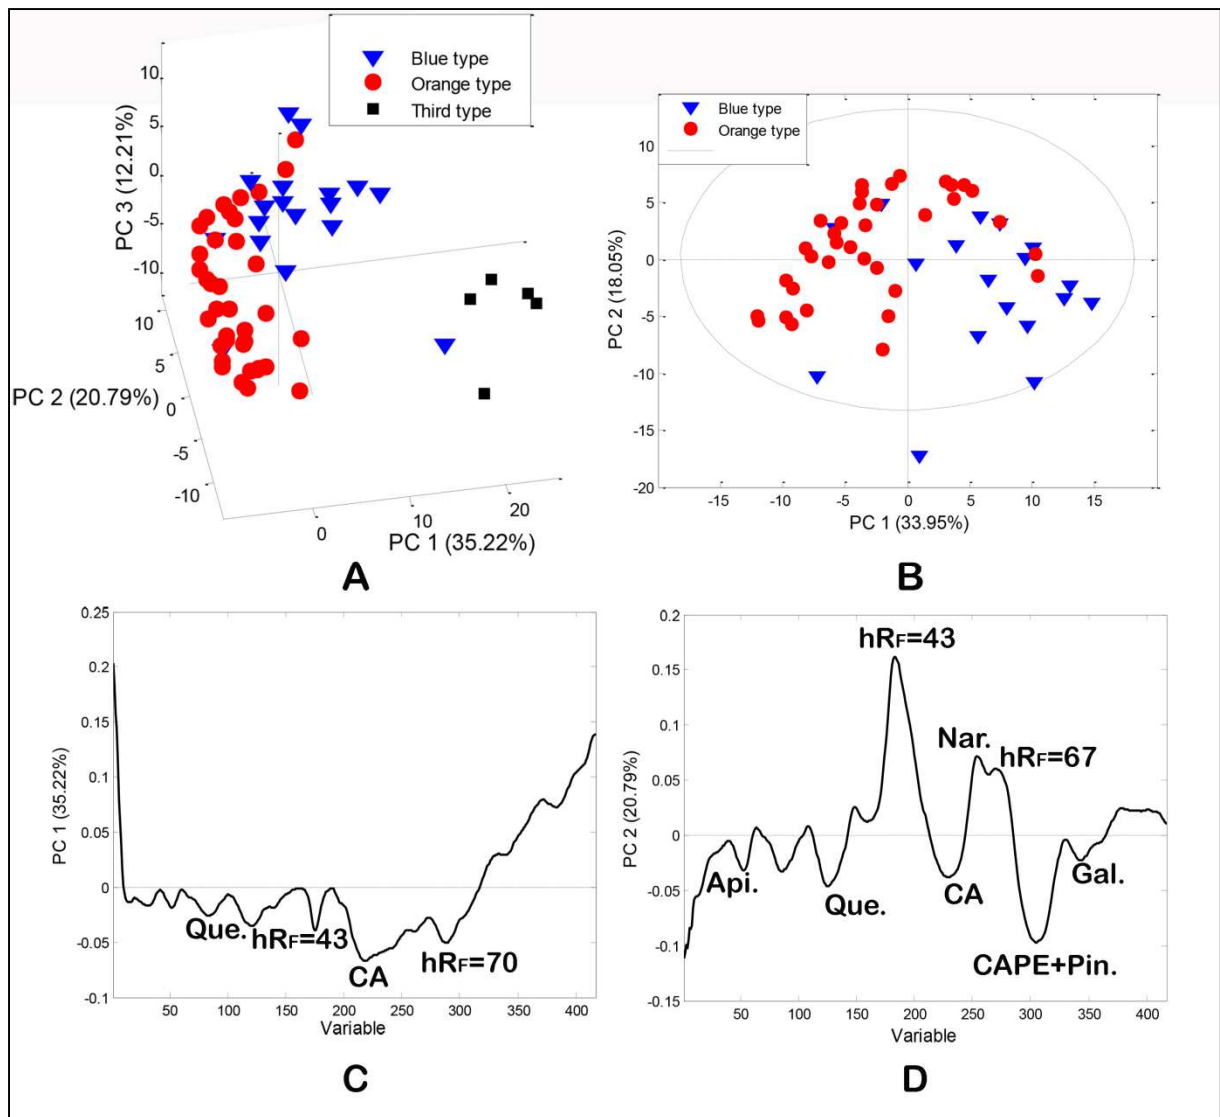 Blue type
Orange type
Third type
10
5
0
-5
-10
PC 3 (12.21%)
10
5
0
-5
-10
PC 2 (20.79%)
0
10
20
PC 1 (35.22%)
A
Blue type
Orange type
10
5
0
-5
-10
-15
-20
PC 2 (18.05%)
-15
-10
-5
0
5
10
15
PC 1 (33.95%)
B
0.25
0.2
0.15
0.1
0.05
0
-0.05
-0.1
PC 1 (35.22%)
Que.
hRF=43
CA
hRF=70
50
100
150
200
250
300
350
400
Variable
C
0.2
0.15
0.1
0.05
0
-0.05
-0.1
-0.15
PC 2 (20.79%)
hRF=43
Nar.
hRF=67
Api.
Que.
CA
Gal.
CAPE+Pin.
50
100
150
200
250
300
350
400
Variable
D